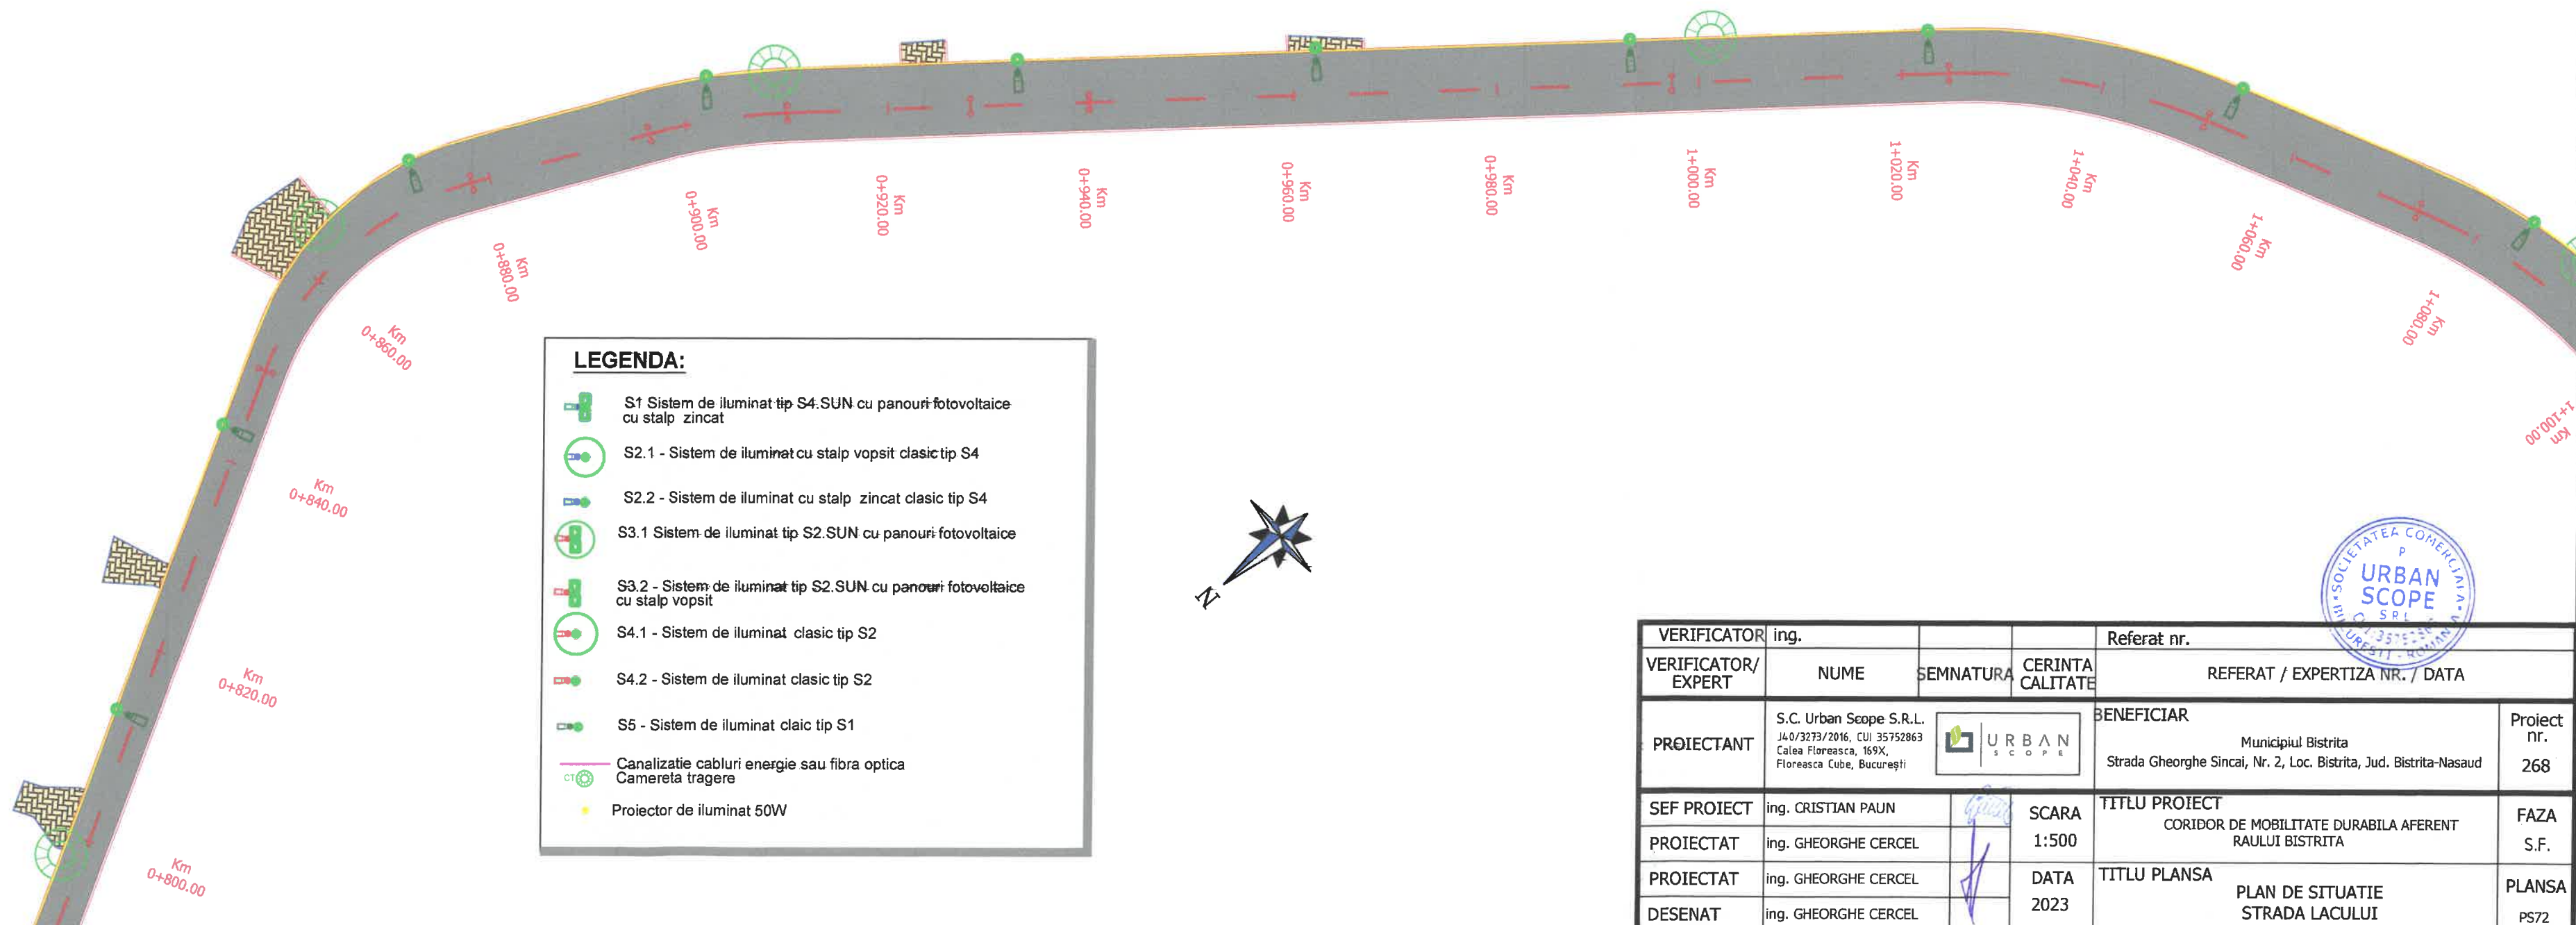 Km
0+800.00
Km
0+820.00
Km
0+840.00
Km
0+860.00
Km
0+880.00
Km
0+900.00
Km
0+920.00
Km
0+940.00
Km
0+960.00
Km
0+980.00
Km
1+000.00
Km
1+020.00
Km
1+040.00
Km
1+060.00
Km
1+080.00
Km
1+100.00
LEGENDA:
S1 Sistem de iluminat tip S4.SUN cu panouri fotovoltaice
cu stalp zincat
S2.1 - Sistem de iluminat cu stalp vopsit clasic tip S4
S2.2 - Sistem de iluminat cu stalp zincat clasic tip S4
S3.1 Sistem de iluminat tip S2.SUN cu panouri fotovoltaice
S3.2 - Sistem de iluminat tip S2.SUN cu panouri fotovoltaice
cu stalp vopsit
S4.1 - Sistem de iluminat clasic tip S2
S4.2 - Sistem de iluminat clasic tip S2
S5 - Sistem de iluminat claic tip S1
Canalizatie cabluri energie sau fibra optica
CT Camereta tragere
Proiector de iluminat 50W
N
SOCIETATEA COMERCIALA
P
URBAN
SCOPE
SRL
VERIFICATOR ing. Referat nr.
VERIFICATOR/
EXPERT
NUME
SEMNATURA
CERINTA
CALITATE
REFERAT / EXPERTIZA NR. / DATA
PROIECTANT
S.C. Urban Scope S.R.L.
J40/3273/2016, CUI 35752863
Calea Floreasca, 169X,
Floreasca Cube, București
URBAN
SCOPE
BENEFICIAR
Municipiul Bistrita
Strada Gheorghe Sincai, Nr. 2, Loc. Bistrita, Jud. Bistrita-Nasaud
Proiect
nr.
268
SEF PROIECT ing. CRISTIAN PAUN
PROIECTAT ing. GHEORGHE CERCEL
PROIECTAT ing. GHEORGHE CERCEL
DESENAT ing. GHEORGHE CERCEL
SCARA
1:500
DATA
2023
TITLU PROIECT
CORIDOR DE MOBILITATE DURABILA AFERENT
RAULUI BISTRITA
TITLU PLANSA
PLAN DE SITUATIE
STRADA LACULUI
FAZA
S.F.
PLANSA
PS72